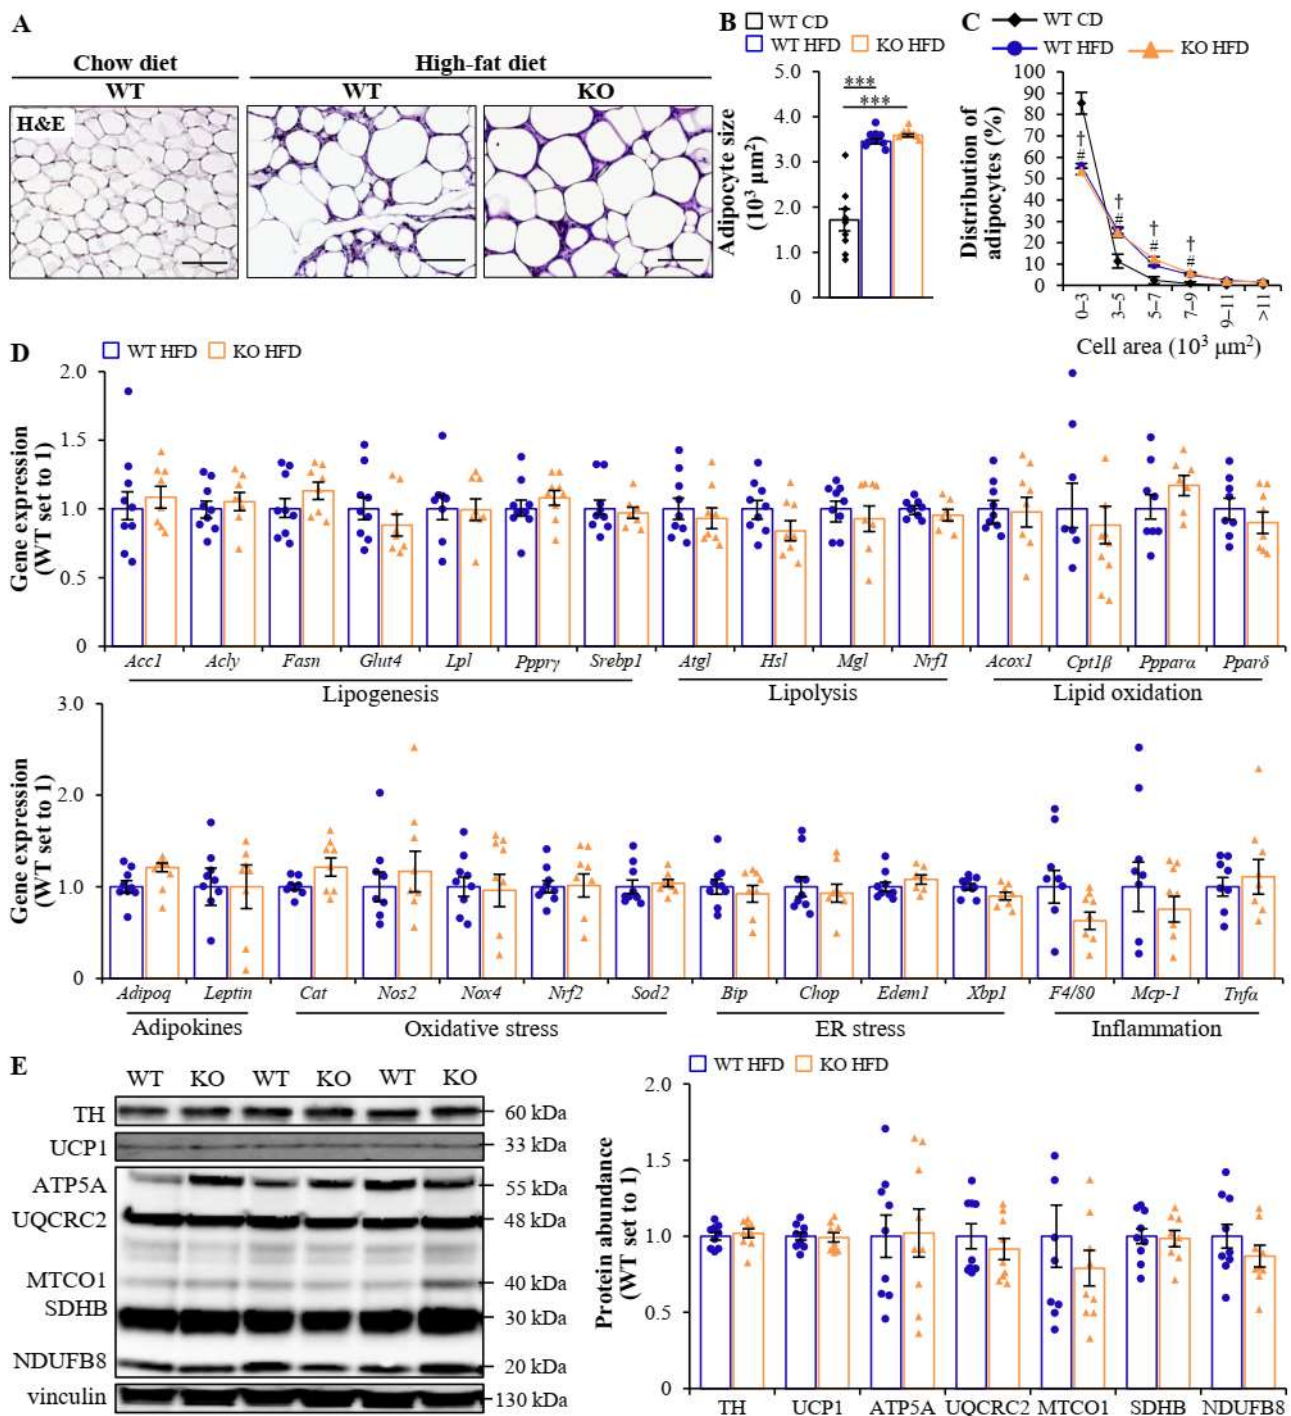 A
Chow diet
High-fat diet
WT
WT
KO
H&E
B
WT CD
WT HFD
KO HFD
Adipocyte size
(10³ µm²)
5.0
4.0
3.0
2.0
1.0
0
***
***
C
WT CD
WT HFD
KO HFD
Distribution of
adipocytes (%)
100
90
80
70
60
50
40
30
20
10
0
†
#
†
#
†
#
†
#
0–3
3–5
5–7
7–9
9–11
>11
Cell area (10³ µm²)
D
WT HFD
KO HFD
Gene expression
(WT set to 1)
2.0
1.5
1.0
0.5
0
Acc1 Acly Fasn Glut4 Lpl Ppprγ Srebp1 Atgl Hsl Mgl Nrf1 Acox1 Cpt1β Ppparα Pparδ
Lipogenesis
Lipolysis
Lipid oxidation
Gene expression
(WT set to 1)
3.0
2.0
1.0
0
Adipoq Leptin Cat Nos2 Nox4 Nrf2 Sod2 Bip Chop Edem1 Xbp1 F4/80 Mcp-1 Tnfα
Adipokines
Oxidative stress
ER stress
Inflammation
E
WT KO WT KO WT KO
TH 60 kDa
UCP1 33 kDa
ATP5A 55 kDa
UQCRC2 48 kDa
MTCO1 40 kDa
SDHB 30 kDa
NDUFB8 20 kDa
vinculin 130 kDa
WT HFD
KO HFD
Protein abundance
(WT set to 1)
2.0
1.5
1.0
0.5
0
TH UCP1 ATP5A UQCRC2 MTCO1 SDHB NDUFB8